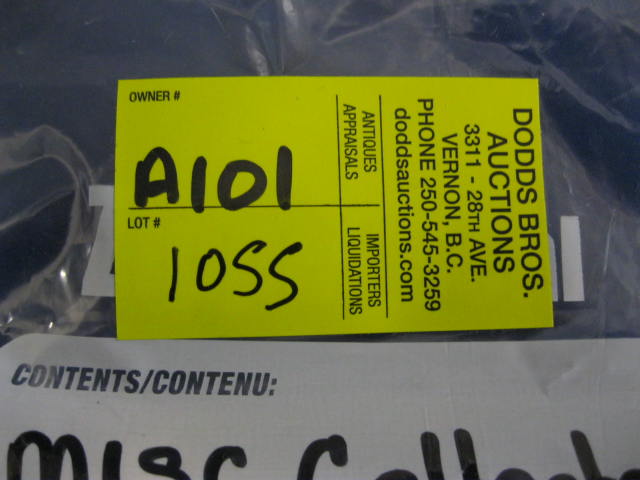 OWNER #
A101
LOT #
1055
ANTIQUES
APPRAISALS
IMPORTERS
LIQUIDATIONS
DODDS BROS.
AUCTIONS
3311 - 28TH AVE.
VERNON, B.C.
PHONE 250-545-3259
doddsauctions.com
CONTENTS/CONTENU:
MISC